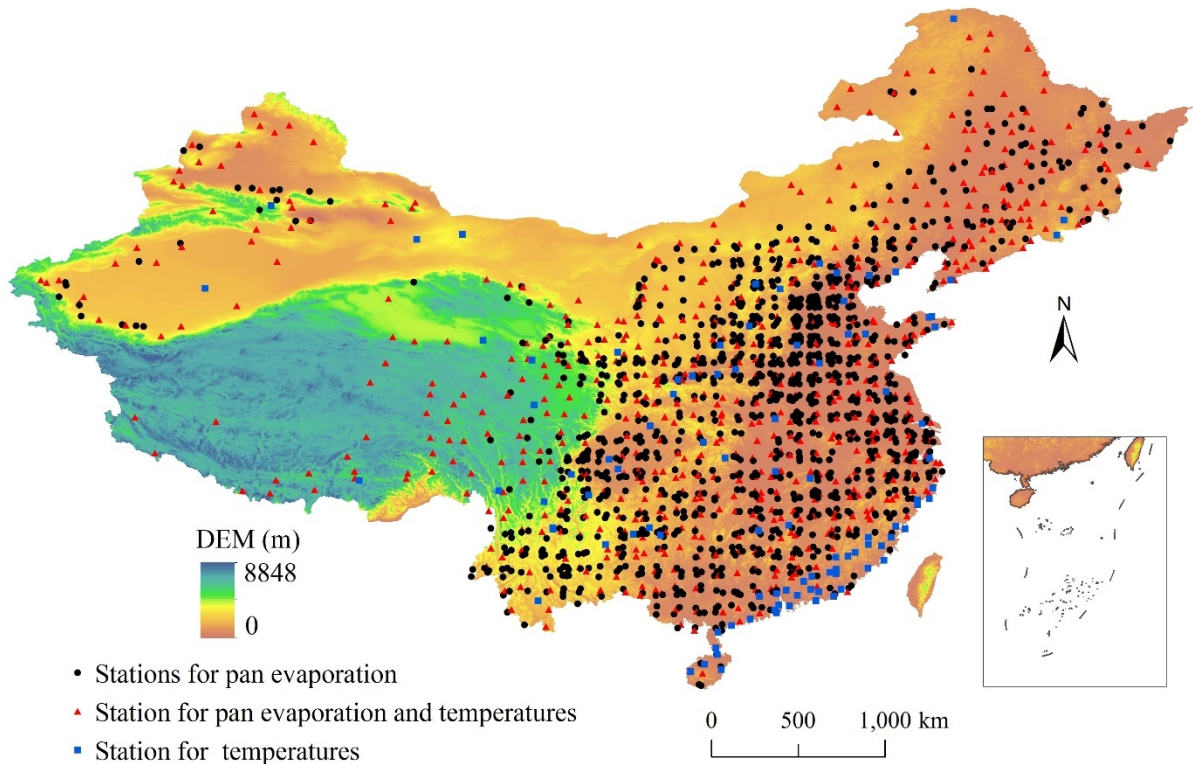 N
DEM (m)
8848
0
Stations for pan evaporation
Station for pan evaporation and temperatures
Station for temperatures
0 500 1,000 km